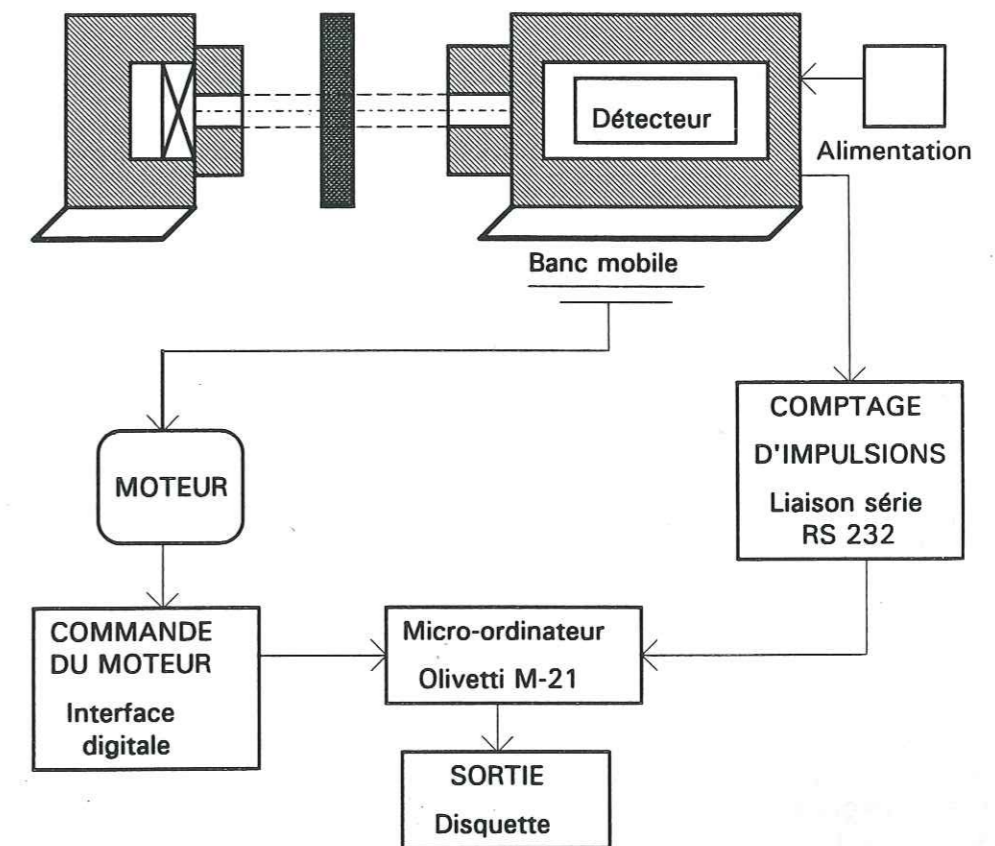 Détecteur
Alimentation
Banc mobile
COMPTAGE
D'IMPULSIONS
Liaison série
RS 232
MOTEUR
COMMANDE
DU MOTEUR
Interface
digitale
Micro-ordinateur
Olivetti M-21
SORTIE
Disquette